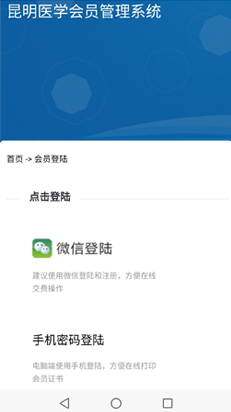 昆明医学会员管理系统
首页 -> 会员登陆
点击登陆
微信登陆
建议使用微信登陆和注册，方便在线
交费操作
手机密码登陆
电脑端使用手机登陆，方便在线打印
会员证书